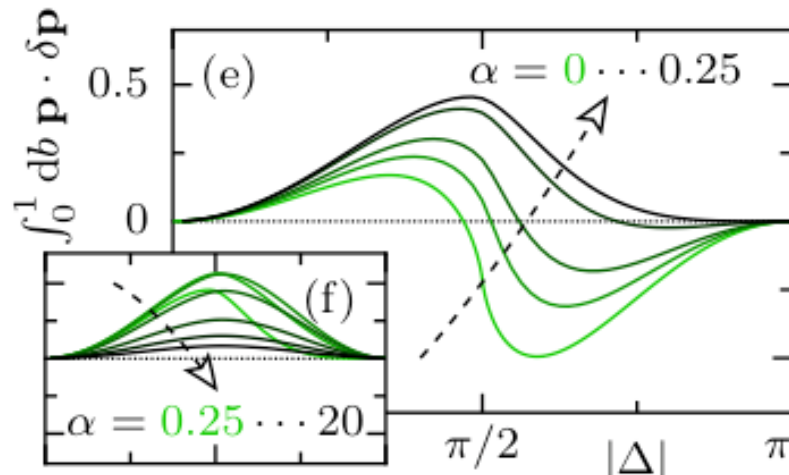 ∫₀¹ db p · δp
0.5
0
(e)
α = 0 ··· 0.25
(f)
α = 0.25 ··· 20
π/2
|Δ|
π